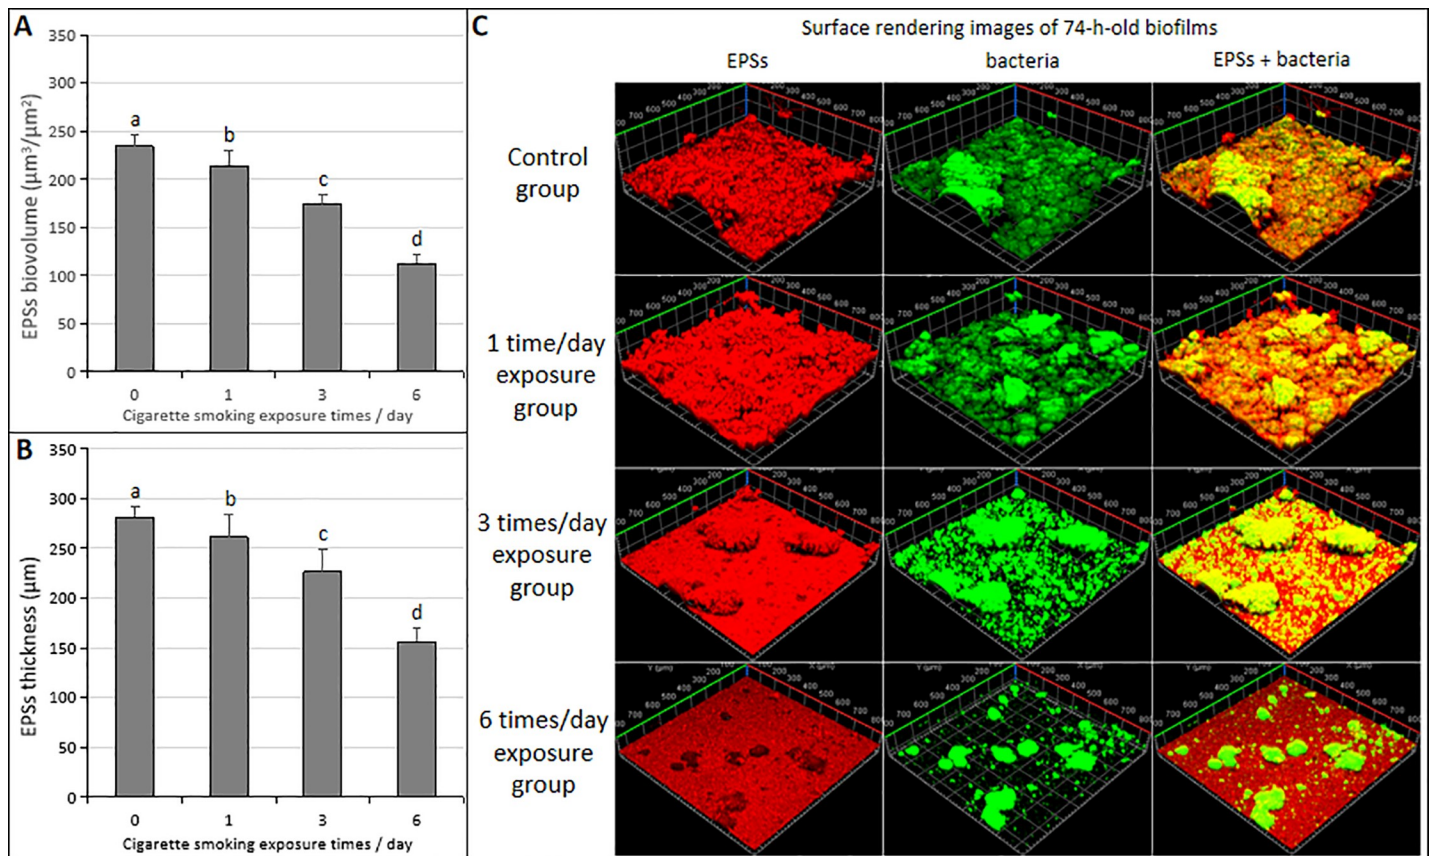 A
350
300
250
200
150
100
50
0
EPSs biovolume (µm³/µm²)
a
b
c
d
0 1 3 6
Cigarette smoking exposure times / day
B
350
300
250
200
150
100
50
0
EPSs thickness (µm)
a
b
c
d
0 1 3 6
Cigarette smoking exposure times / day
C
Surface rendering images of 74-h-old biofilms
EPSs bacteria EPSs + bacteria
Control
group
1 time/day
exposure
group
3 times/day
exposure
group
6 times/day
exposure
group